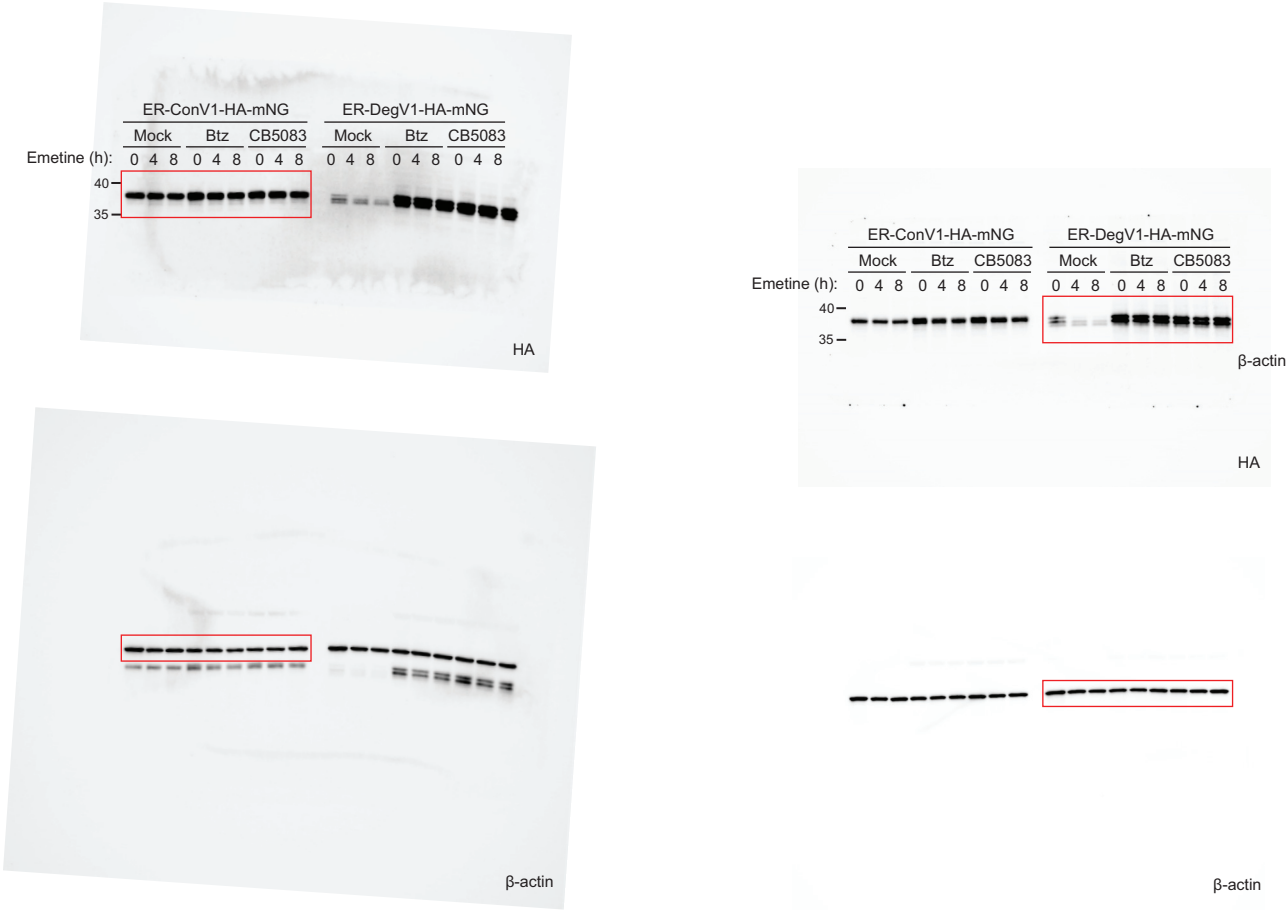 ER-ConV1-HA-mNG ER-DegV1-HA-mNG
Mock Btz CB5083 Mock Btz CB5083
Emetine (h): 0 4 8 0 4 8 0 4 8 0 4 8 0 4 8 0 4 8
40
35
HA
ER-ConV1-HA-mNG ER-DegV1-HA-mNG
Mock Btz CB5083 Mock Btz CB5083
Emetine (h): 0 4 8 0 4 8 0 4 8 0 4 8 0 4 8 0 4 8
40
35
β-actin
HA
β-actin
β-actin